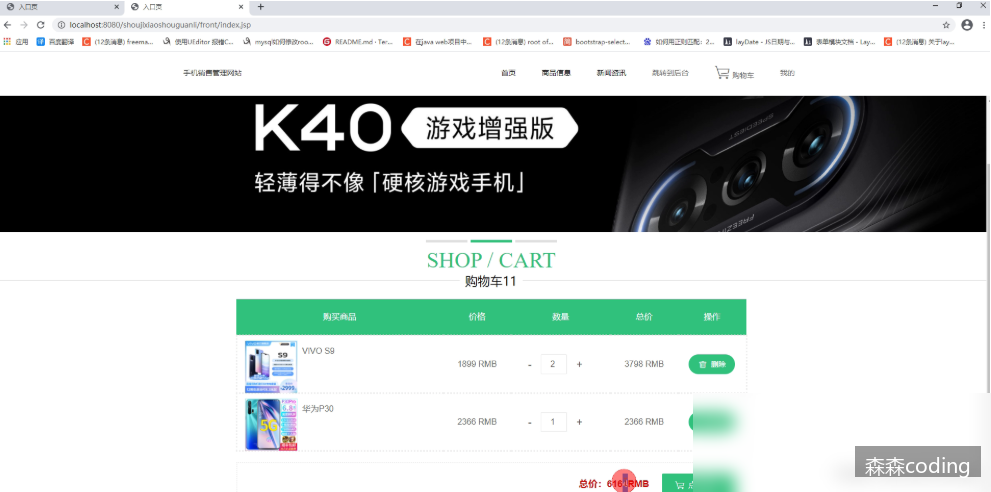 入口页 入口页
localhost:8080/shoujixiaoshouguanli/front/index.jsp
应用 百度翻译 (12条消息) freema... 使用UEditor 报错C... mysql如何修改roo... README.md · Ter... 在java web项目中... (12条消息) root of... bootstrap-select... 如何用正则匹配：2... layDate - JS日期与... 表单模块文档 - Lay... (12条消息) 关于lay...
手机销售管理网站 首页 商品信息 新闻资讯 跳转到后台 购物车 我的
K40 游戏增强版
轻薄得不像「硬核游戏手机」
SPEEDEST
FREEZING
SHOP / CART
购物车11
购买商品 价格 数量 总价 操作
VIVO S9 1899 RMB - 2 + 3798 RMB 删除
S9
2999
华为P30 2366 RMB - 1 + 2366 RMB
5G
总价: RMB
森森coding